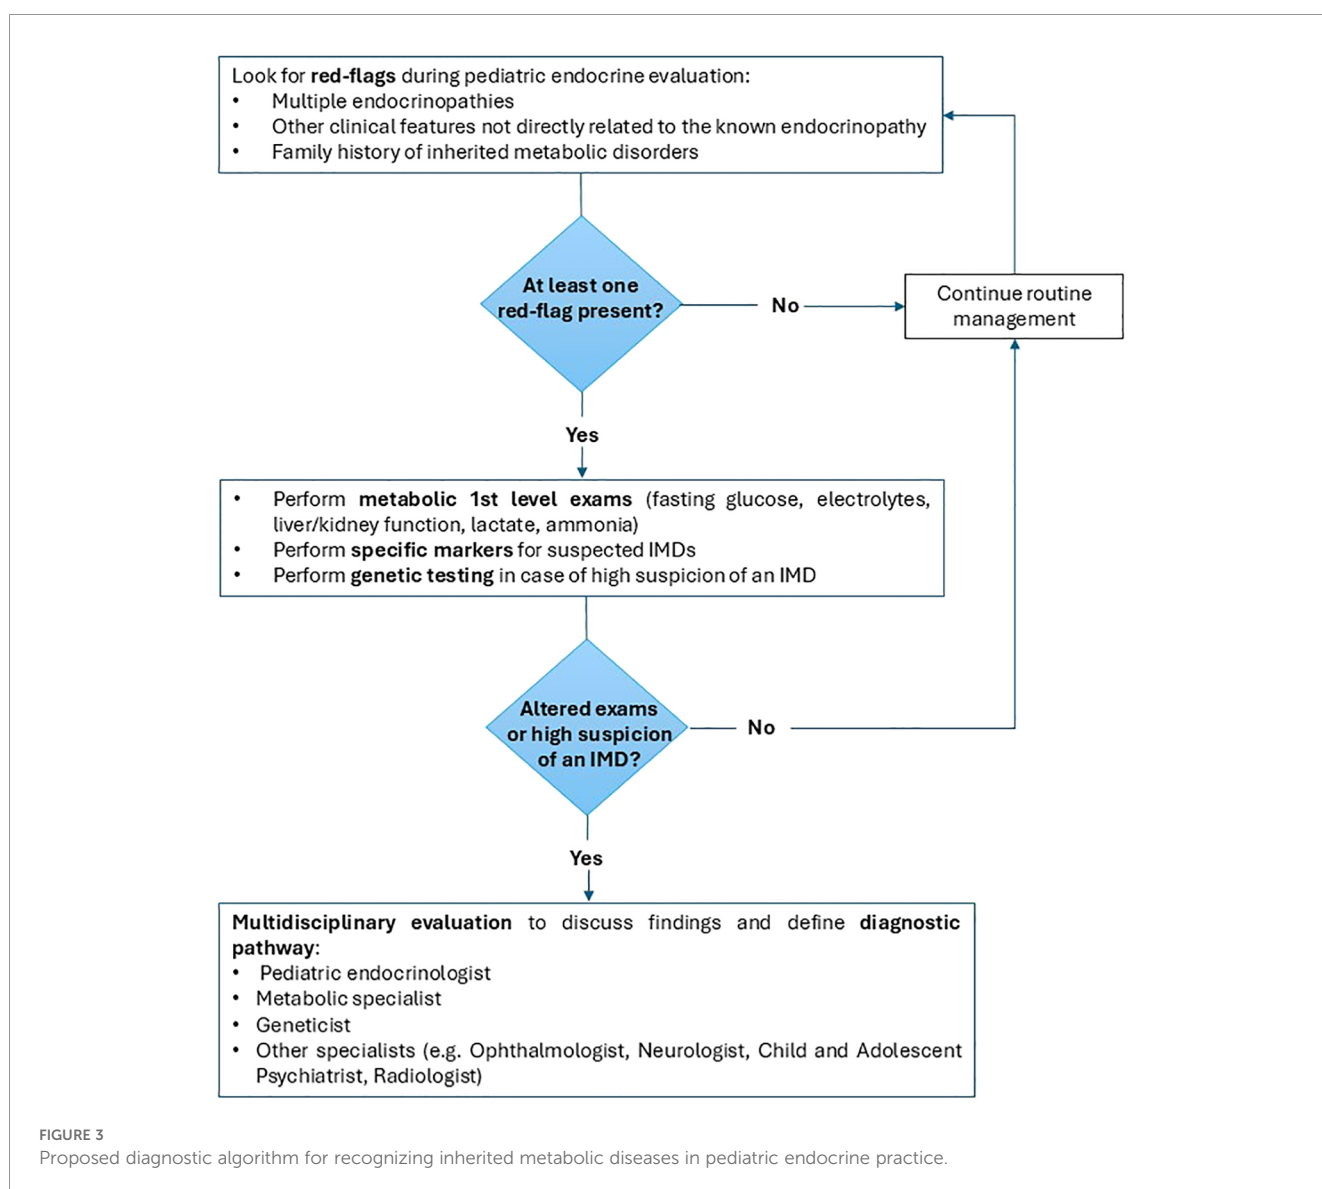 Look for red-flags during pediatric endocrine evaluation:
• Multiple endocrinopathies
• Other clinical features not directly related to the known endocrinopathy
• Family history of inherited metabolic disorders
At least one
red-flag present?
No
Continue routine
management
Yes
• Perform metabolic 1st level exams (fasting glucose, electrolytes,
liver/kidney function, lactate, ammonia)
• Perform specific markers for suspected IMDs
• Perform genetic testing in case of high suspicion of an IMD
Altered exams
or high suspicion
of an IMD?
No
Yes
Multidisciplinary evaluation to discuss findings and define diagnostic
pathway:
• Pediatric endocrinologist
• Metabolic specialist
• Geneticist
• Other specialists (e.g. Ophthalmologist, Neurologist, Child and Adolescent
Psychiatrist, Radiologist)
FIGURE 3
Proposed diagnostic algorithm for recognizing inherited metabolic diseases in pediatric endocrine practice.